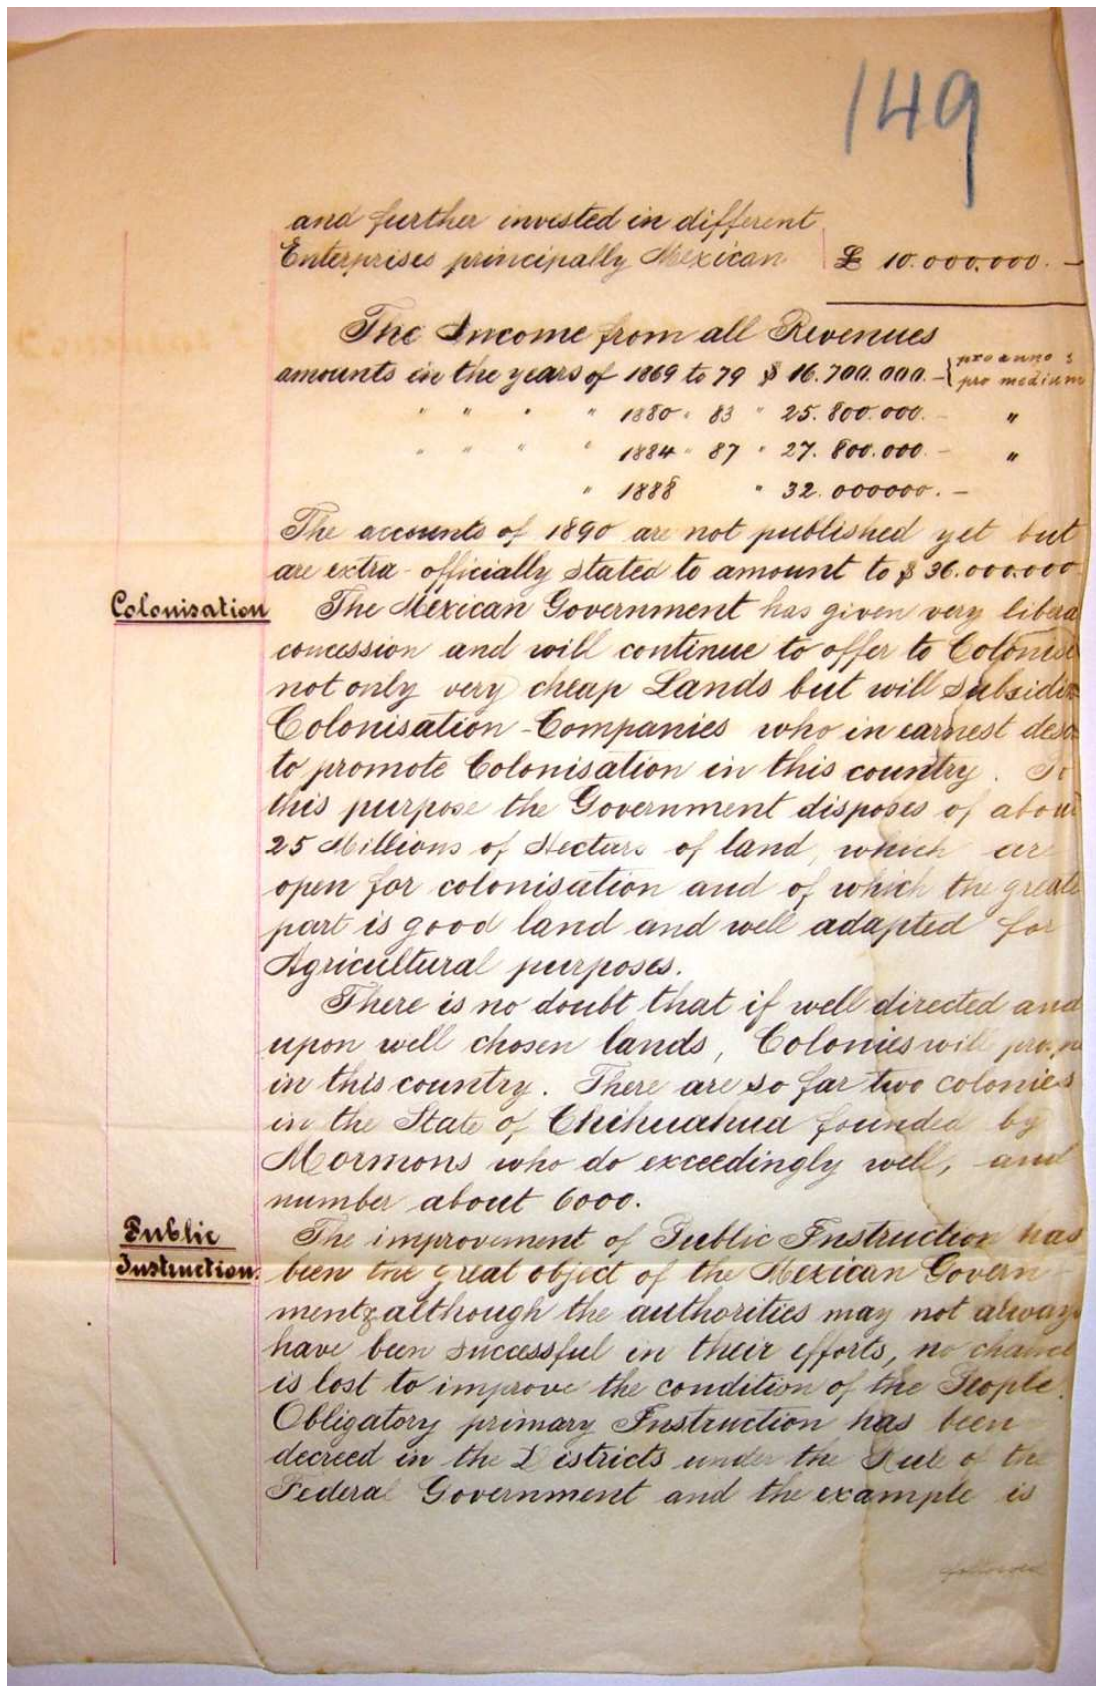 149
and further invested in different
Enterprises principally Mexican £ 10.000.000. –
The Income from all Revenues
amounts in the years of 1869 to 79 $ 16.700.000. – { pro anno &
pro medium
" " " " 1880 " 83 " 25.800.000. – "
" " " " 1884 " 87 " 27.800.000. – "
" 1888 " 32.000000. –
The accounts of 1890 are not published yet but
are extra-officially stated to amount to $ 36.000.000
Colonisation The Mexican Government has given very libera
concession and will continue to offer to Colonis
not only very cheap Lands but will subsidi
Colonisation-Companies who in earnest des
to promote Colonisation in this country. To
this purpose the Government disposes of about
25 Millions of Hectars of land, which ar
open for colonisation and of which the greate
part is good land and well adapted for
Agricultural purposes.
There is no doubt that if well directed and
upon well chosen lands, Colonies will
in this country. There are so far two colonies
in the State of Chihuahua founded by
Mormons who do exceedingly well, and
number about 6000.
Public The improvement of Public Instruction has
Instruction. been the great object of the Mexican Govern-
ment & although the authorities may not alway
have been successful in their efforts, no chance
is lost to improve the condition of the People.
Obligatory primary Instruction has been
decreed in the Districts under the Rule of the
Federal Government and the example is
followed